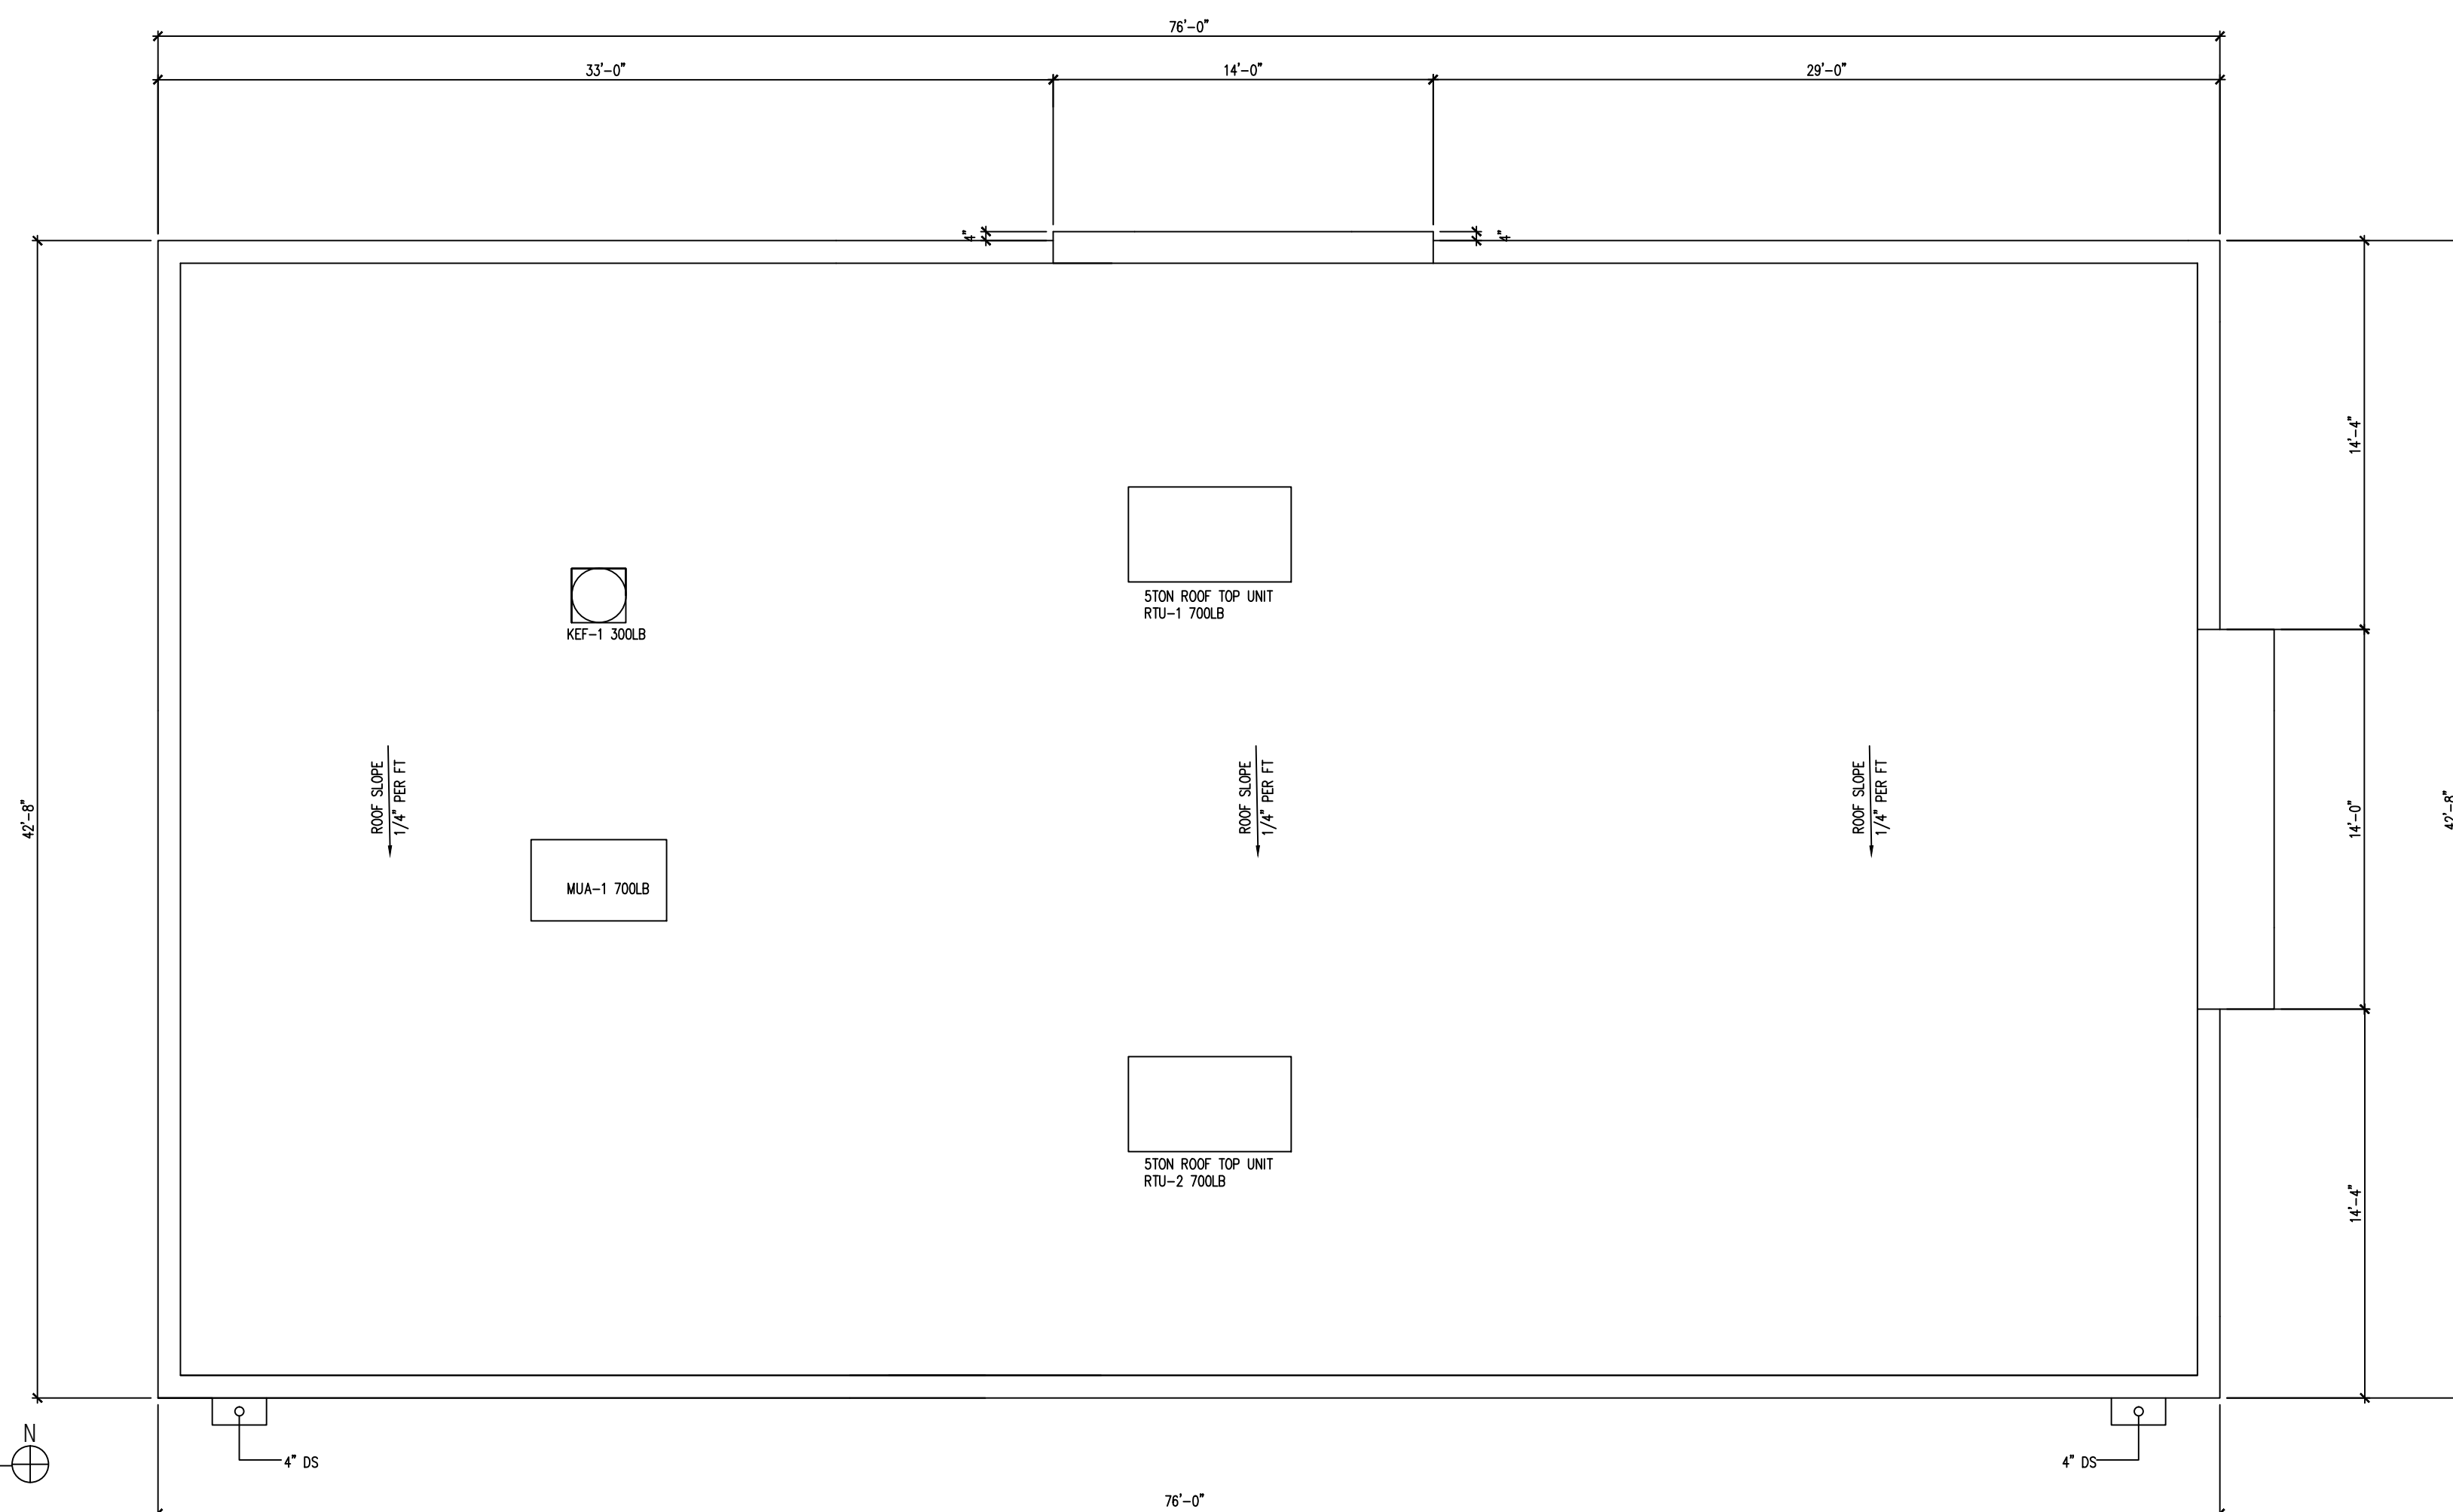 76'-0"
33'-0"
14'-0"
29'-0"
4"
4"
14'-4"
5TON ROOF TOP UNIT
RTU-1 700LB
KEF-1 300LB
ROOF SLOPE
1/4" PER FT
ROOF SLOPE
1/4" PER FT
ROOF SLOPE
1/4" PER FT
42'-8"
14'-0"
42'-8"
MUA-1 700LB
5TON ROOF TOP UNIT
RTU-2 700LB
14'-4"
N
4" DS
4" DS
76'-0"